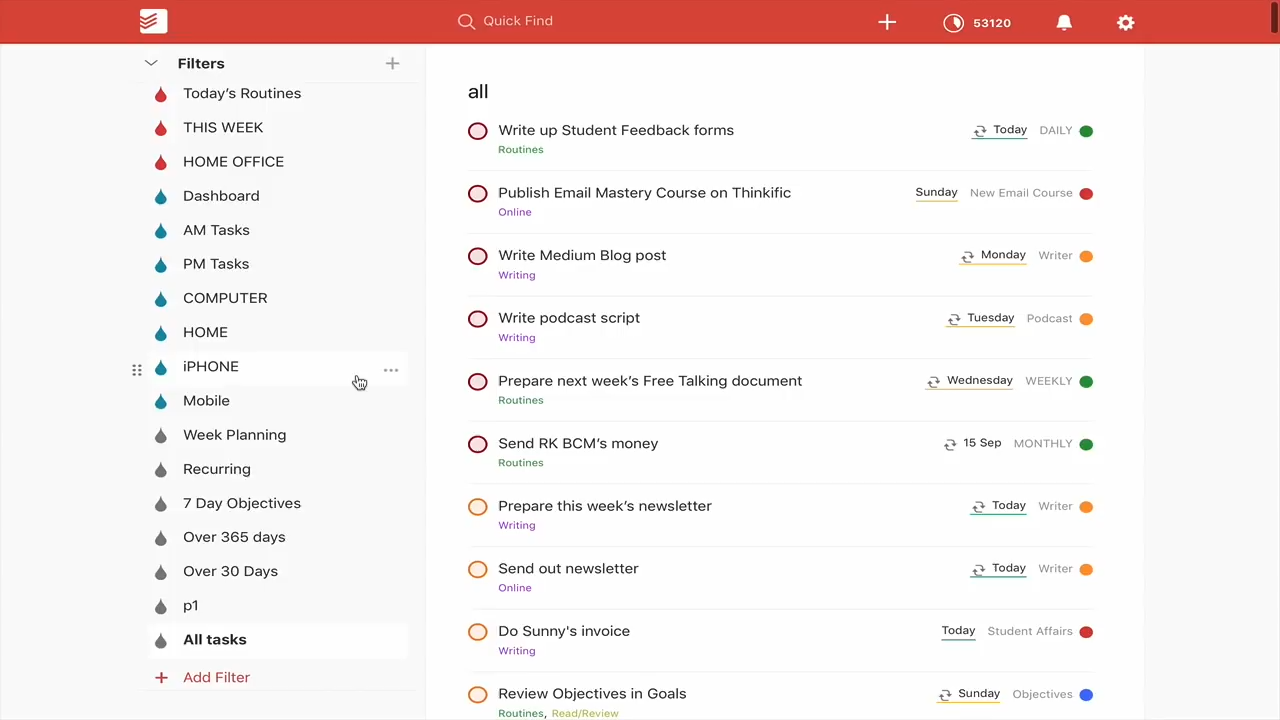 Quick Find
53120
Filters
Today's Routines
THIS WEEK
HOME OFFICE
Dashboard
AM Tasks
PM Tasks
COMPUTER
HOME
iPHONE
Mobile
Week Planning
Recurring
7 Day Objectives
Over 365 days
Over 30 Days
p1
All tasks
Add Filter
all
Write up Student Feedback forms Today DAILY
Routines
Publish Email Mastery Course on Thinkific Sunday New Email Course
Online
Write Medium Blog post Monday Writer
Writing
Write podcast script Tuesday Podcast
Writing
Prepare next week's Free Talking document Wednesday WEEKLY
Routines
Send RK BCM's money 15 Sep MONTHLY
Routines
Prepare this week's newsletter Today Writer
Writing
Send out newsletter Today Writer
Online
Do Sunny's invoice Today Student Affairs
Writing
Review Objectives in Goals Sunday Objectives
Routines, Read/Review